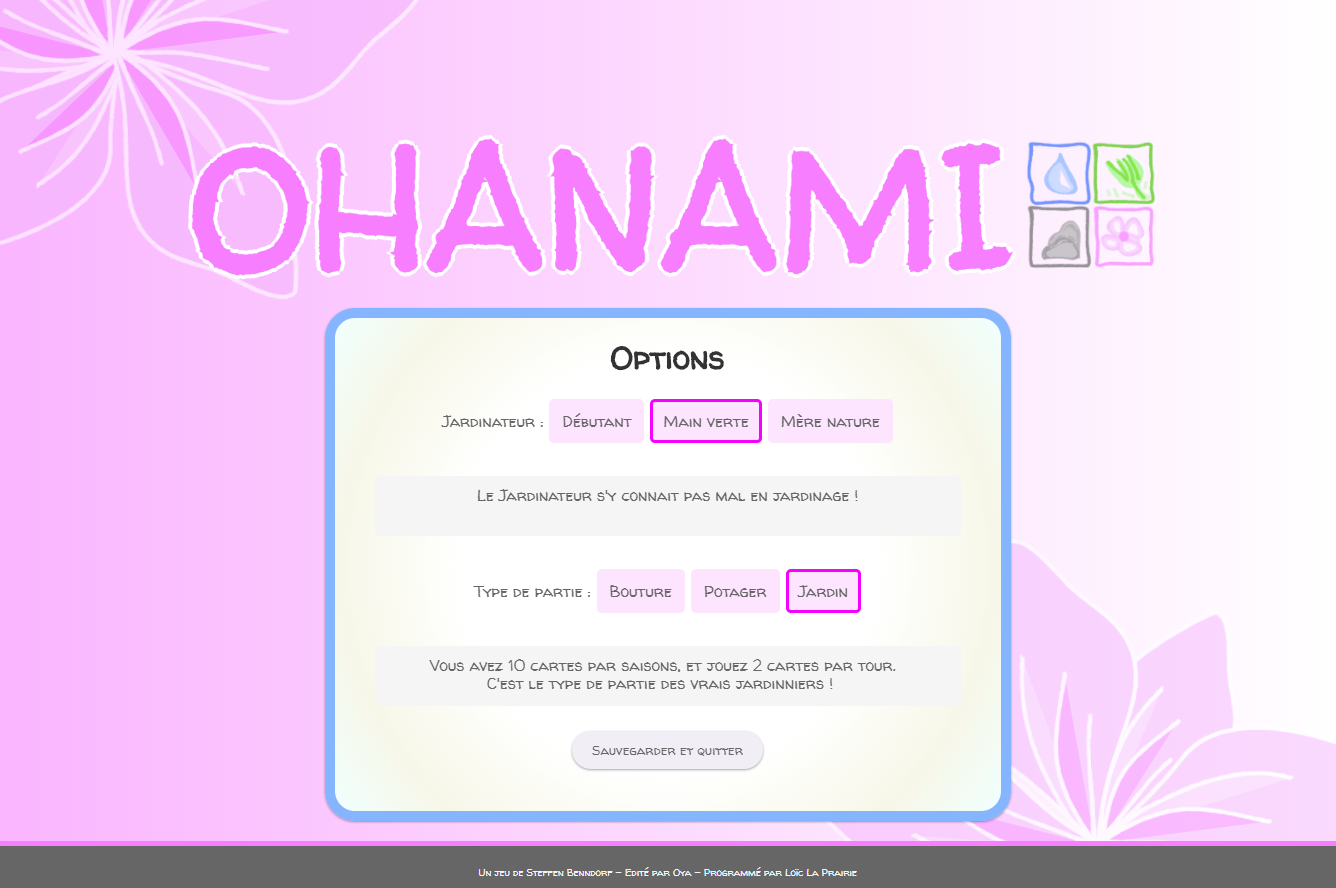 OHANAMI
Options
Jardinateur : Débutant Main verte Mère nature
Le Jardinateur s'y connait pas mal en jardinage !
Type de partie : Bouture Potager Jardin
Vous avez 10 cartes par saisons, et jouez 2 cartes par tour.
C'est le type de partie des vrais jardinniers !
Sauvegarder et quitter
Un jeu de Steffen Benndorf – Edité par Oya – Programmé par Loïc La Prairie